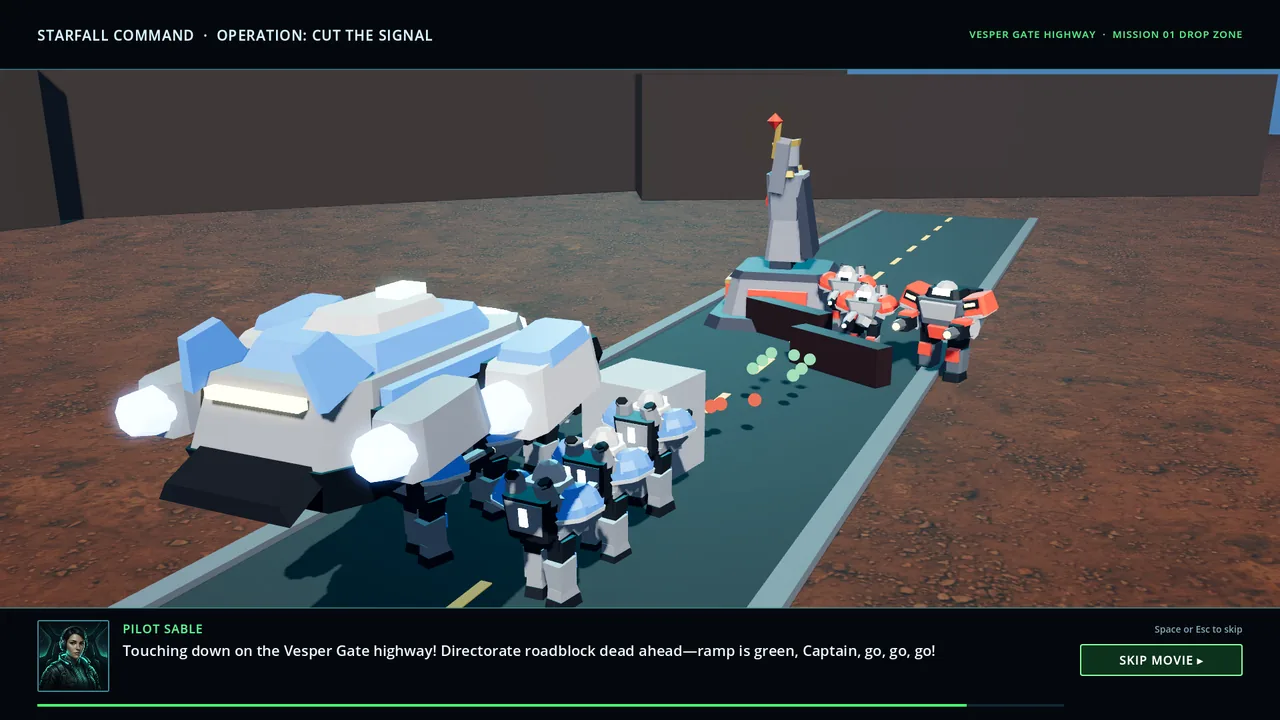 STARFALL COMMAND · OPERATION: CUT THE SIGNAL
VESPER GATE HIGHWAY · MISSION 01 DROP ZONE
PILOT SABLE
Touching down on the Vesper Gate highway! Directorate roadblock dead ahead—ramp is green, Captain, go, go, go!
Space or Esc to skip
SKIP MOVIE ▸